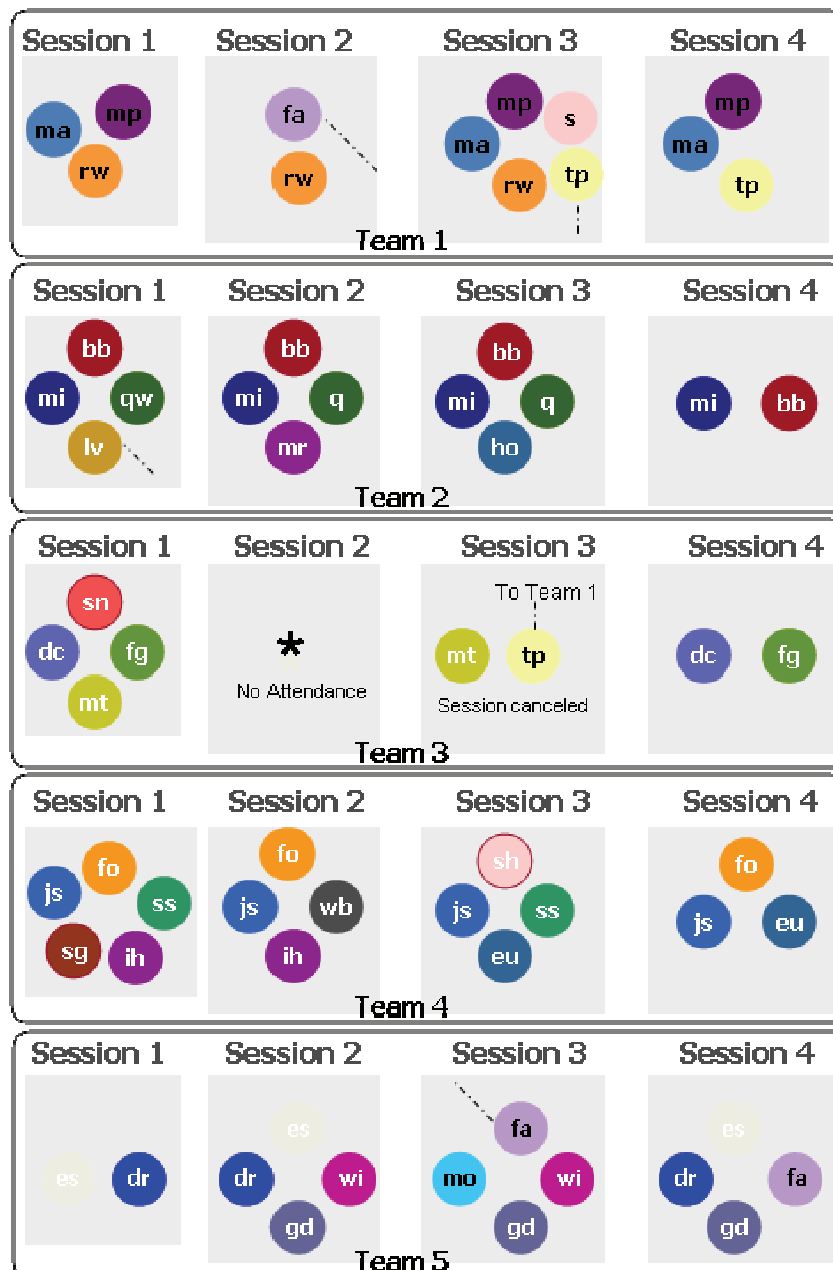 Session 1 Session 2 Session 3 Session 4
ma mp rw
fa rw
mp s ma rw tp
mp ma tp
Team 1
Session 1 Session 2 Session 3 Session 4
bb mi qw lv
bb mi q mr
bb mi q ho
mi bb
Team 2
Session 1 Session 2 Session 3 Session 4
sn dc fg mt
*
No Attendance
To Team 1
mt tp
Session canceled
dc fg
Team 3
Session 1 Session 2 Session 3 Session 4
fo js ss sg ih
fo js wb ih
sh js ss eu
fo js eu
Team 4
Session 1 Session 2 Session 3 Session 4
es dr
es dr wi gd
fa mo wi gd
es dr fa gd
Team 5